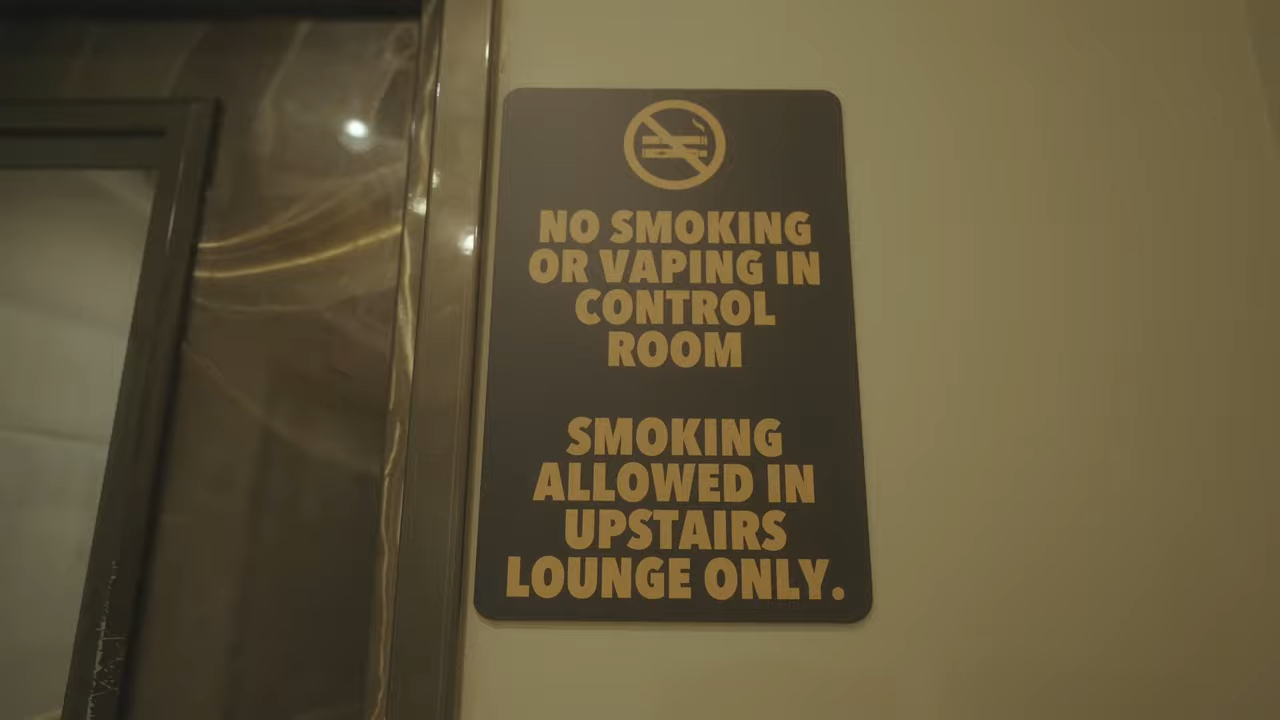 NO SMOKING
OR VAPING IN
CONTROL
ROOM
SMOKING
ALLOWED IN
UPSTAIRS
LOUNGE ONLY.